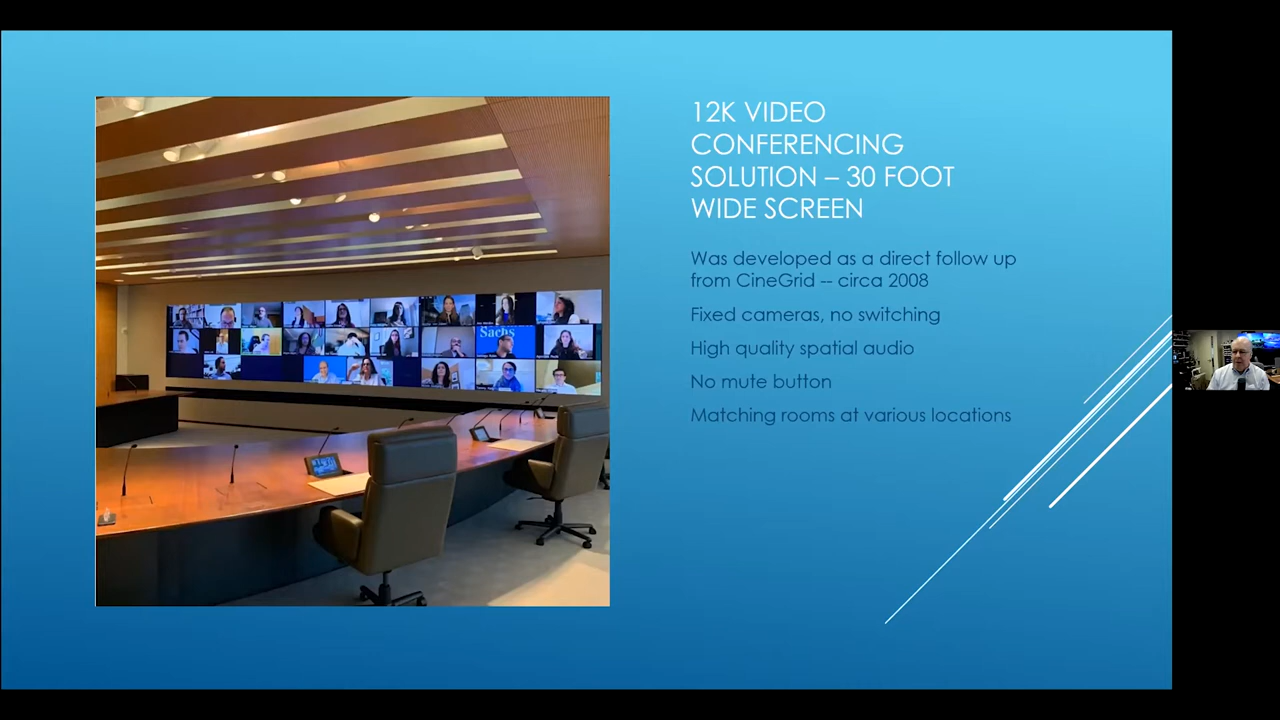 12K VIDEO
CONFERENCING
SOLUTION – 30 FOOT
WIDE SCREEN
Was developed as a direct follow up
from CineGrid -- circa 2008
Fixed cameras, no switching
High quality spatial audio
No mute button
Matching rooms at various locations
Sachs